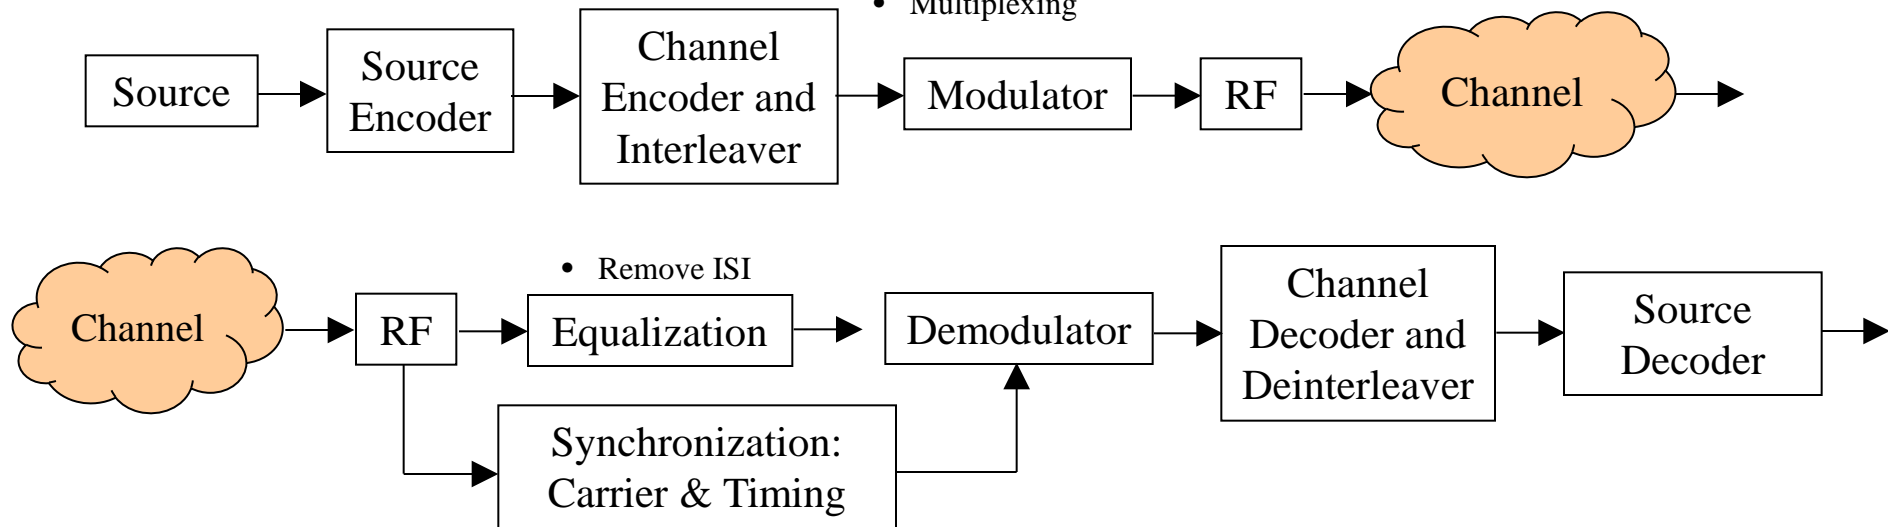 • Multiplexing
Source
Source
Encoder
Channel
Encoder and
Interleaver
Modulator
RF
Channel
• Remove ISI
Channel
RF
Equalization
Demodulator
Channel
Decoder and
Deinterleaver
Source
Decoder
Synchronization:
Carrier & Timing